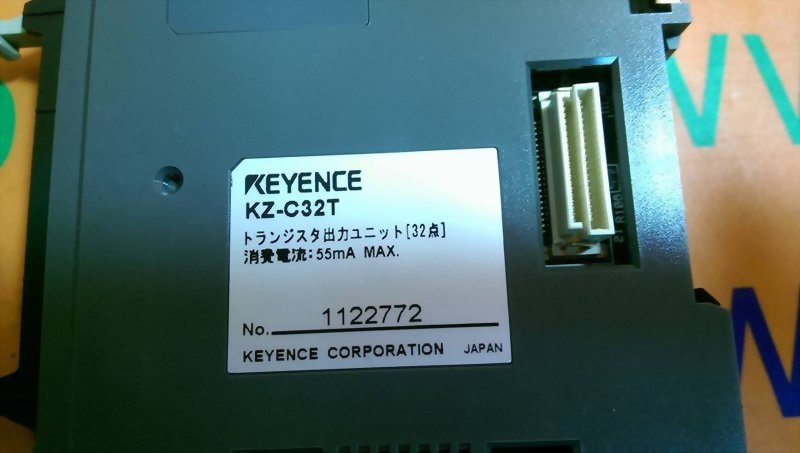 KEYENCE
KZ-C32T
トランジスタ出力ユニット[32点]
消費電流:55mA MAX.
No. 1122772
KEYENCE CORPORATION JAPAN